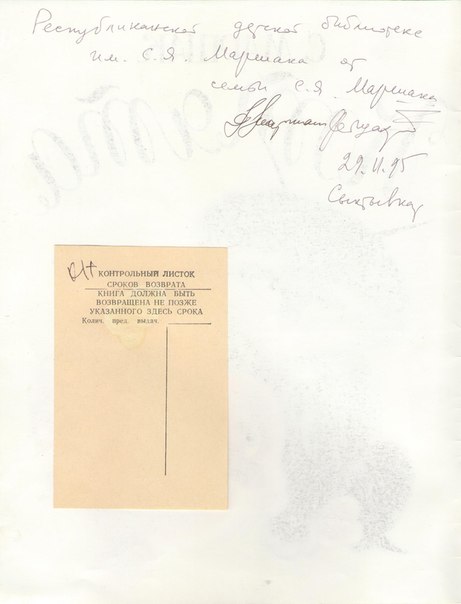 Республиканской детской библиотеке
им. С.Я. Маршака от
семьи С.Я. Маршака
29.11.95
Сыктывкар
КОНТРОЛЬНЫЙ ЛИСТОК
СРОКОВ ВОЗВРАТА
КНИГА ДОЛЖНА БЫТЬ
ВОЗВРАЩЕНА НЕ ПОЗЖЕ
УКАЗАННОГО ЗДЕСЬ СРОКА
Колич. пред. выдач.